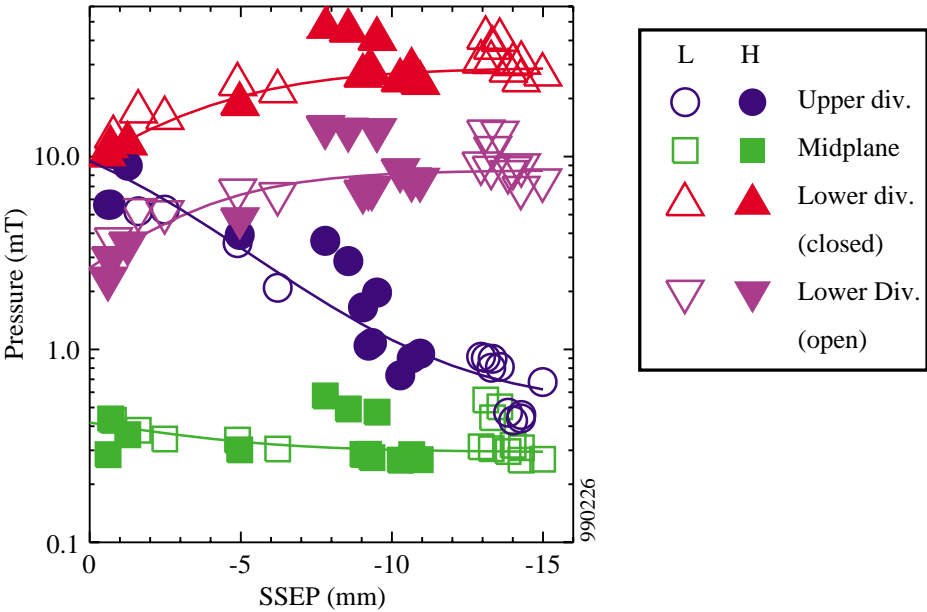 Pressure (mT)
10.0
1.0
0.1
0 -5 -10 -15
SSEP (mm)
990226
L H
Upper div.
Midplane
Lower div.
(closed)
Lower Div.
(open)